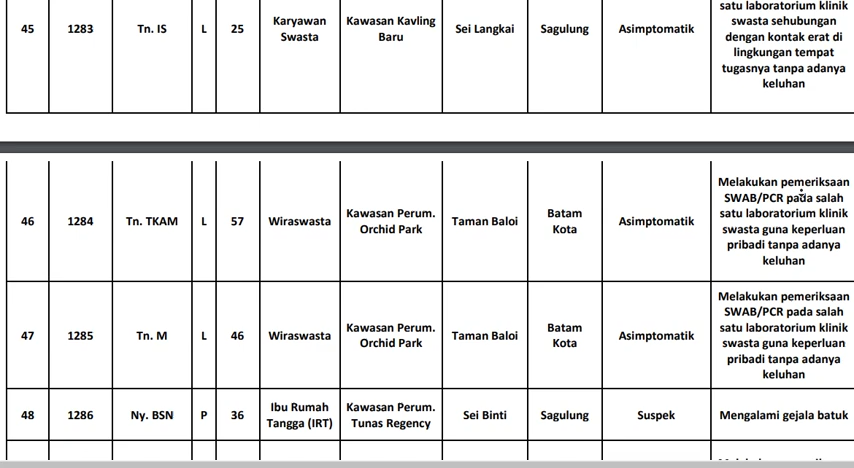 satu laboratorium klinik
swasta sehubungan
dengan kontak erat di
lingkungan tempat
tugasnya tanpa adanya
keluhan
45 1283 Tn. IS L 25 Karyawan Swasta Kawasan Kavling Baru Sei Langkai Sagulung Asimptomatik
46 1284 Tn. TKAM L 57 Wiraswasta Kawasan Perum. Orchid Park Taman Baloi Batam Kota Asimptomatik
Melakukan pemeriksaan
SWAB/PCR pada salah
satu laboratorium klinik
swasta guna keperluan
pribadi tanpa adanya
keluhan
47 1285 Tn. M L 46 Wiraswasta Kawasan Perum. Orchid Park Taman Baloi Batam Kota Asimptomatik
Melakukan pemeriksaan
SWAB/PCR pada salah
satu laboratorium klinik
swasta guna keperluan
pribadi tanpa adanya
keluhan
48 1286 Ny. BSN P 36 Ibu Rumah Tangga (IRT) Kawasan Perum. Tunas Regency Sei Binti Sagulung Suspek Mengalami gejala batuk